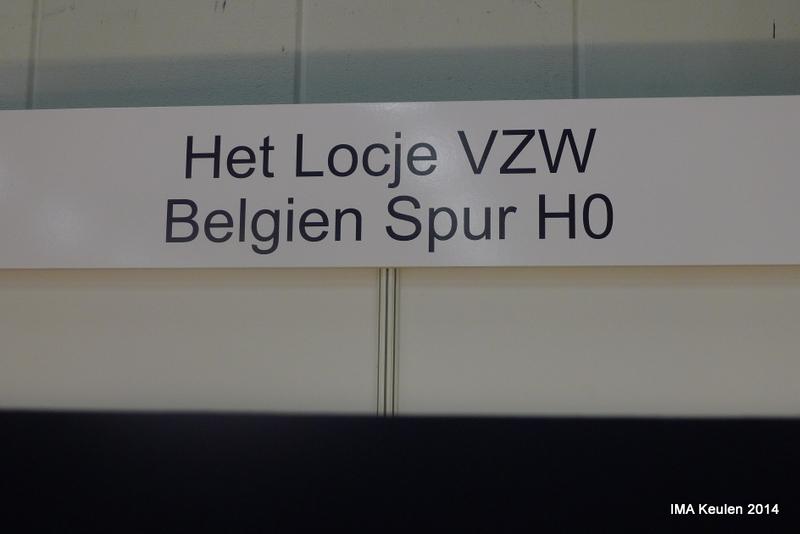 Het Locje VZW
Belgien Spur H0
IMA Keulen 2014